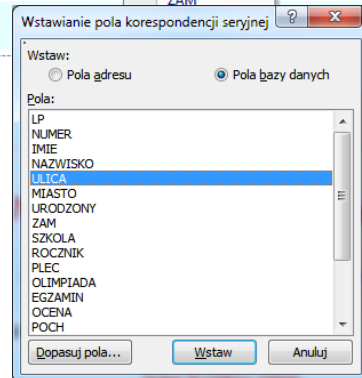 ZAM
Wstawianie pola korespondencji seryjnej
Wstaw:
Pola adresu Pola bazy danych
Pola:
LP
NUMER
IMIE
NAZWISKO
ULICA
MIASTO
URODZONY
ZAM
SZKOLA
ROCZNIK
PLEC
OLIMPIADA
EGZAMIN
OCENA
POCH
Dopasuj pola... Wstaw Anuluj